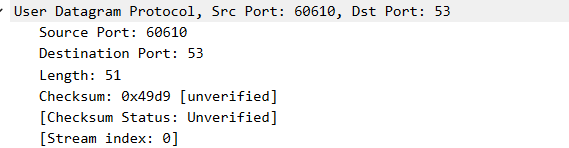 User Datagram Protocol, Src Port: 60610, Dst Port: 53
Source Port: 60610
Destination Port: 53
Length: 51
Checksum: 0x49d9 [unverified]
[Checksum Status: Unverified]
[Stream index: 0]